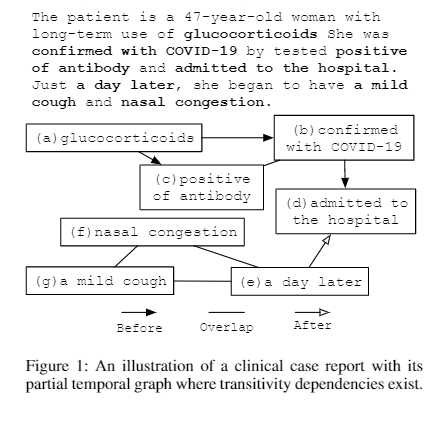 The patient is a 47-year-old woman with
long-term use of glucocorticoids She was
confirmed with COVID-19 by tested positive
of antibody and admitted to the hospital.
Just a day later, she began to have a mild
cough and nasal congestion.
(a)glucocorticoids
(b)confirmed
with COVID-19
(c)positive
of antibody
(d)admitted to
the hospital
(f)nasal congestion
(g)a mild cough
(e)a day later
Before
Overlap
After
Figure 1: An illustration of a clinical case report with its
partial temporal graph where transitivity dependencies exist.